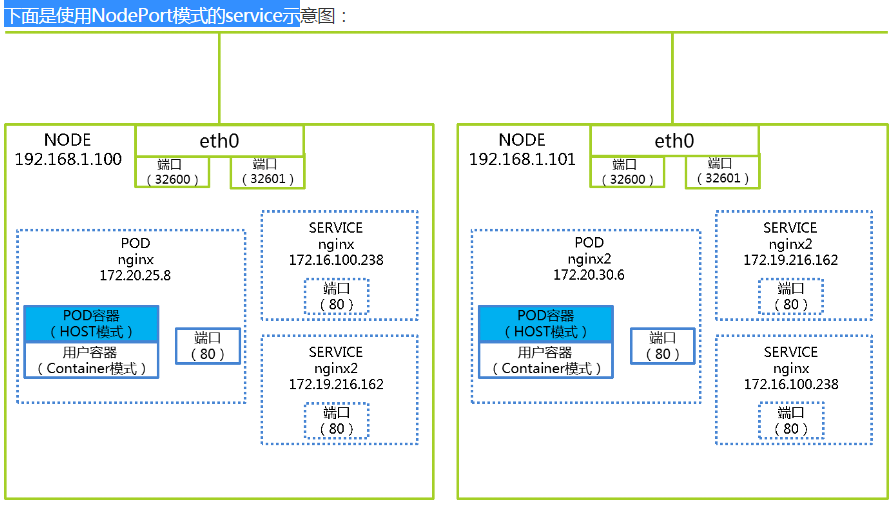 下面是使用NodePort模式的service示意图：
NODE
192.168.1.100
eth0
端口
（32600）
端口
（32601）
POD
nginx
172.20.25.8
POD容器
（HOST模式）
用户容器
（Container模式）
端口
（80）
SERVICE
nginx
172.16.100.238
端口
（80）
SERVICE
nginx2
172.19.216.162
端口
（80）
NODE
192.168.1.101
eth0
端口
（32600）
端口
（32601）
POD
nginx2
172.20.30.6
POD容器
（HOST模式）
用户容器
（Container模式）
端口
（80）
SERVICE
nginx2
172.19.216.162
端口
（80）
SERVICE
nginx
172.16.100.238
端口
（80）